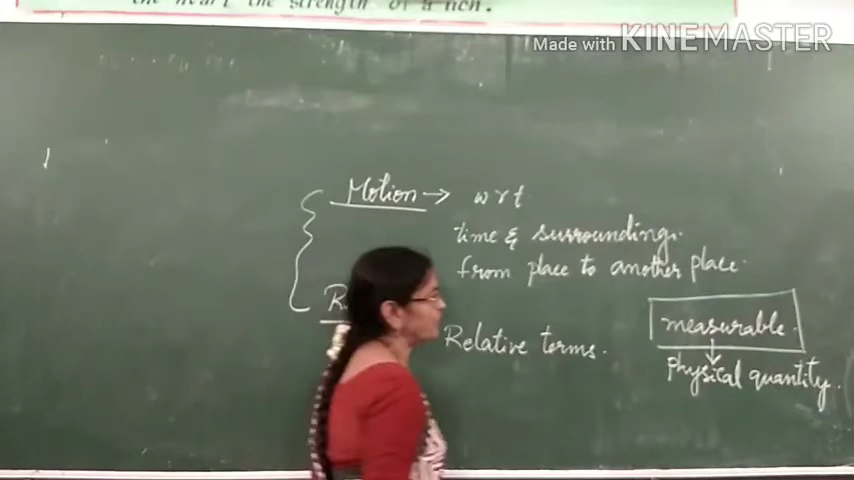 the heart the strength of a
Made with KINEMASTER
Motion → w r t
time & surroundings.
from place to another place.
Relative terms.
measurable.
↓
physical quantity.